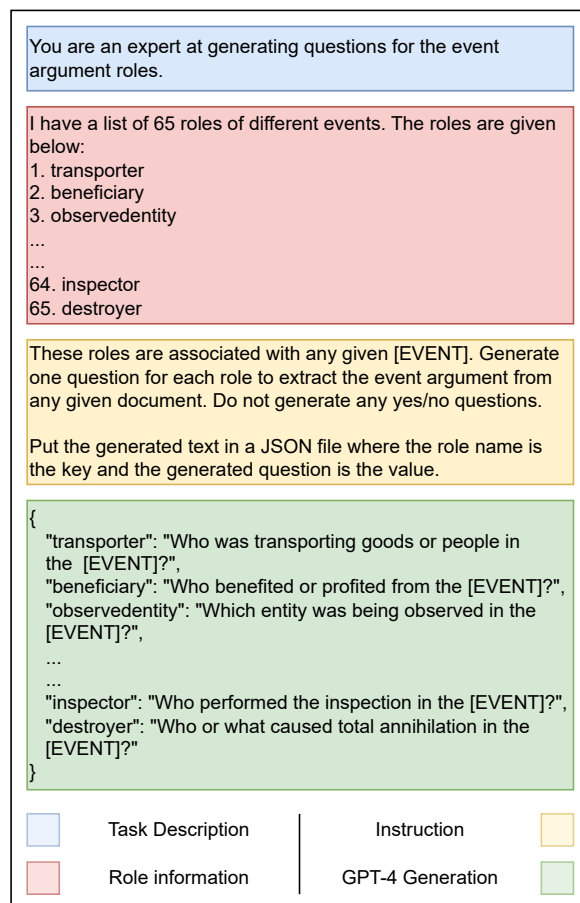 You are an expert at generating questions for the event
argument roles.
I have a list of 65 roles of different events. The roles are given
below:
1. transporter
2. beneficiary
3. observedentity
...
...
64. inspector
65. destroyer
These roles are associated with any given [EVENT]. Generate
one question for each role to extract the event argument from
any given document. Do not generate any yes/no questions.
Put the generated text in a JSON file where the role name is
the key and the generated question is the value.
{
"transporter": "Who was transporting goods or people in
the  [EVENT]?",
"beneficiary": "Who benefited or profited from the [EVENT]?",
"observedentity": "Which entity was being observed in the
[EVENT]?",
...
...
"inspector": "Who performed the inspection in the [EVENT]?",
"destroyer": "Who or what caused total annihilation in the
[EVENT]?"
}
Task Description
Instruction
Role information
GPT-4 Generation